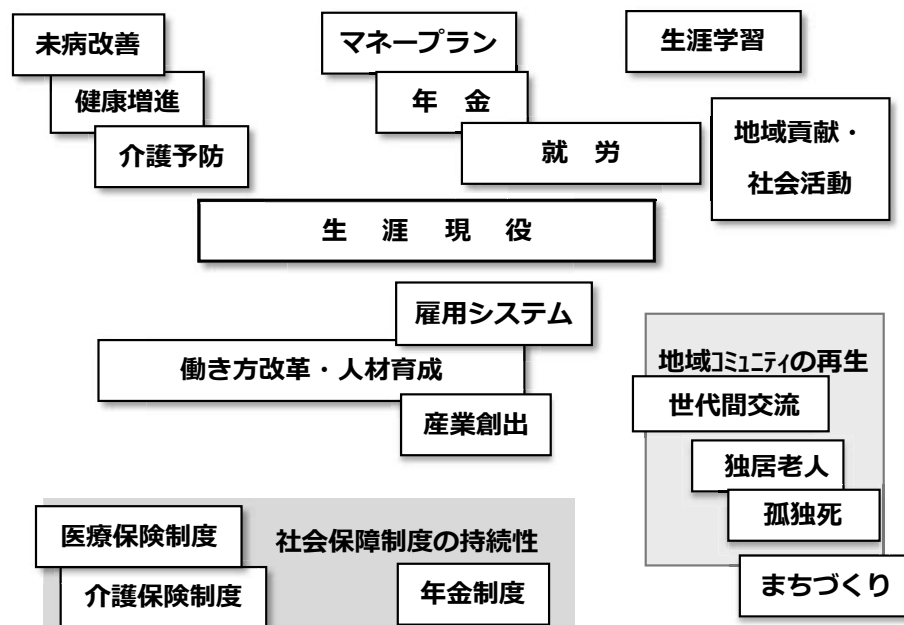 未病改善
マネープラン
生涯学習
健康増進
年　金
介護予防
就　労
地域貢献・
社会活動
生　涯　現　役
雇用システム
働き方改革・人材育成
産業創出
地域ｺﾐｭﾆﾃｨの再生
世代間交流
独居老人
孤独死
まちづくり
医療保険制度
社会保障制度の持続性
介護保険制度
年金制度